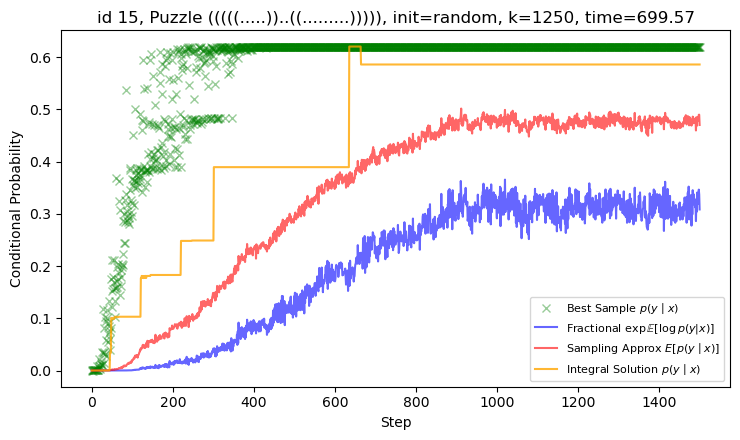 id 15, Puzzle (((((.....))..((.........))))), init=random, k=1250, time=699.57
Conditional Probability
0.6
0.5
0.4
0.3
0.2
0.1
0.0
Best Sample p(y | x)
Fractional exp 𝔼[log p(y|x)]
Sampling Approx E[p(y | x)]
Integral Solution p(y | x)
0 200 400 600 800 1000 1200 1400
Step